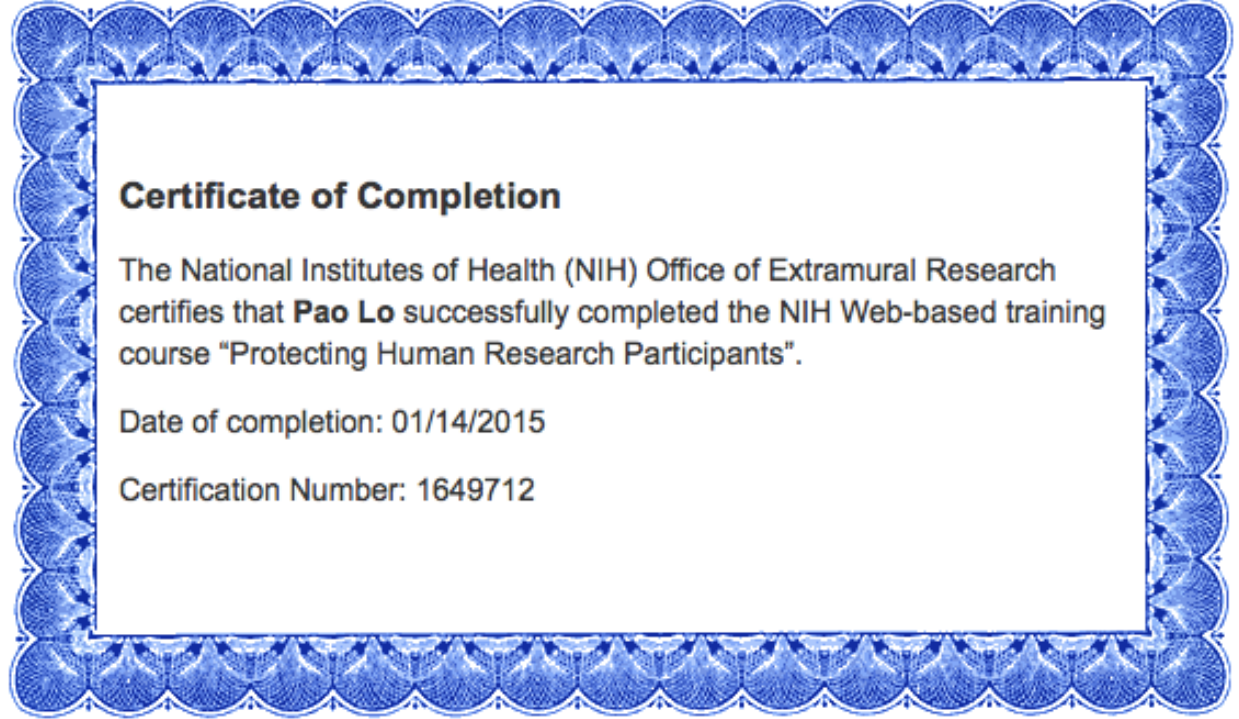 Certificate of Completion
The National Institutes of Health (NIH) Office of Extramural Research
certifies that Pao Lo successfully completed the NIH Web-based training
course “Protecting Human Research Participants”.
Date of completion: 01/14/2015
Certification Number: 1649712